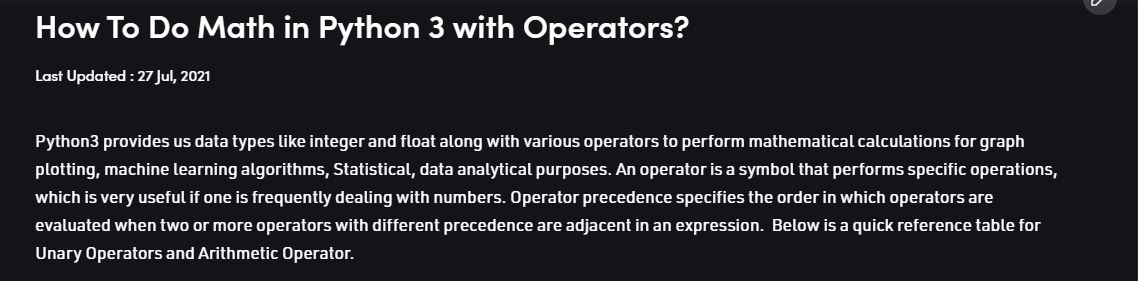 How To Do Math in Python 3 with Operators?
Last Updated : 27 Jul, 2021
Python3 provides us data types like integer and float along with various operators to perform mathematical calculations for graph
plotting, machine learning algorithms, Statistical, data analytical purposes. An operator is a symbol that performs specific operations,
which is very useful if one is frequently dealing with numbers. Operator precedence specifies the order in which operators are
evaluated when two or more operators with different precedence are adjacent in an expression.  Below is a quick reference table for
Unary Operators and Arithmetic Operator.